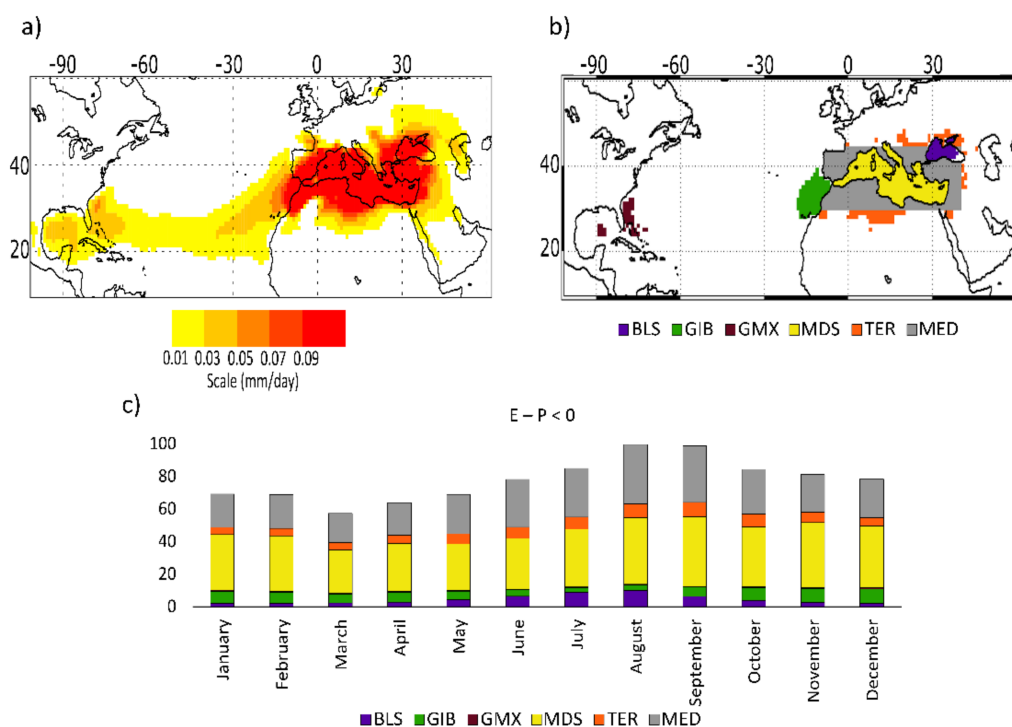 a)
b)
-90 -60 0 30
-90 -60 0 30
40
20
40
20
0.01 0.03 0.05 0.07 0.09
Scale (mm/day)
BLS GIB GMX MDS TER MED
c)
E – P < 0
100
80
60
40
20
0
January February March April May June July August September October November December
BLS GIB GMX MDS TER MED